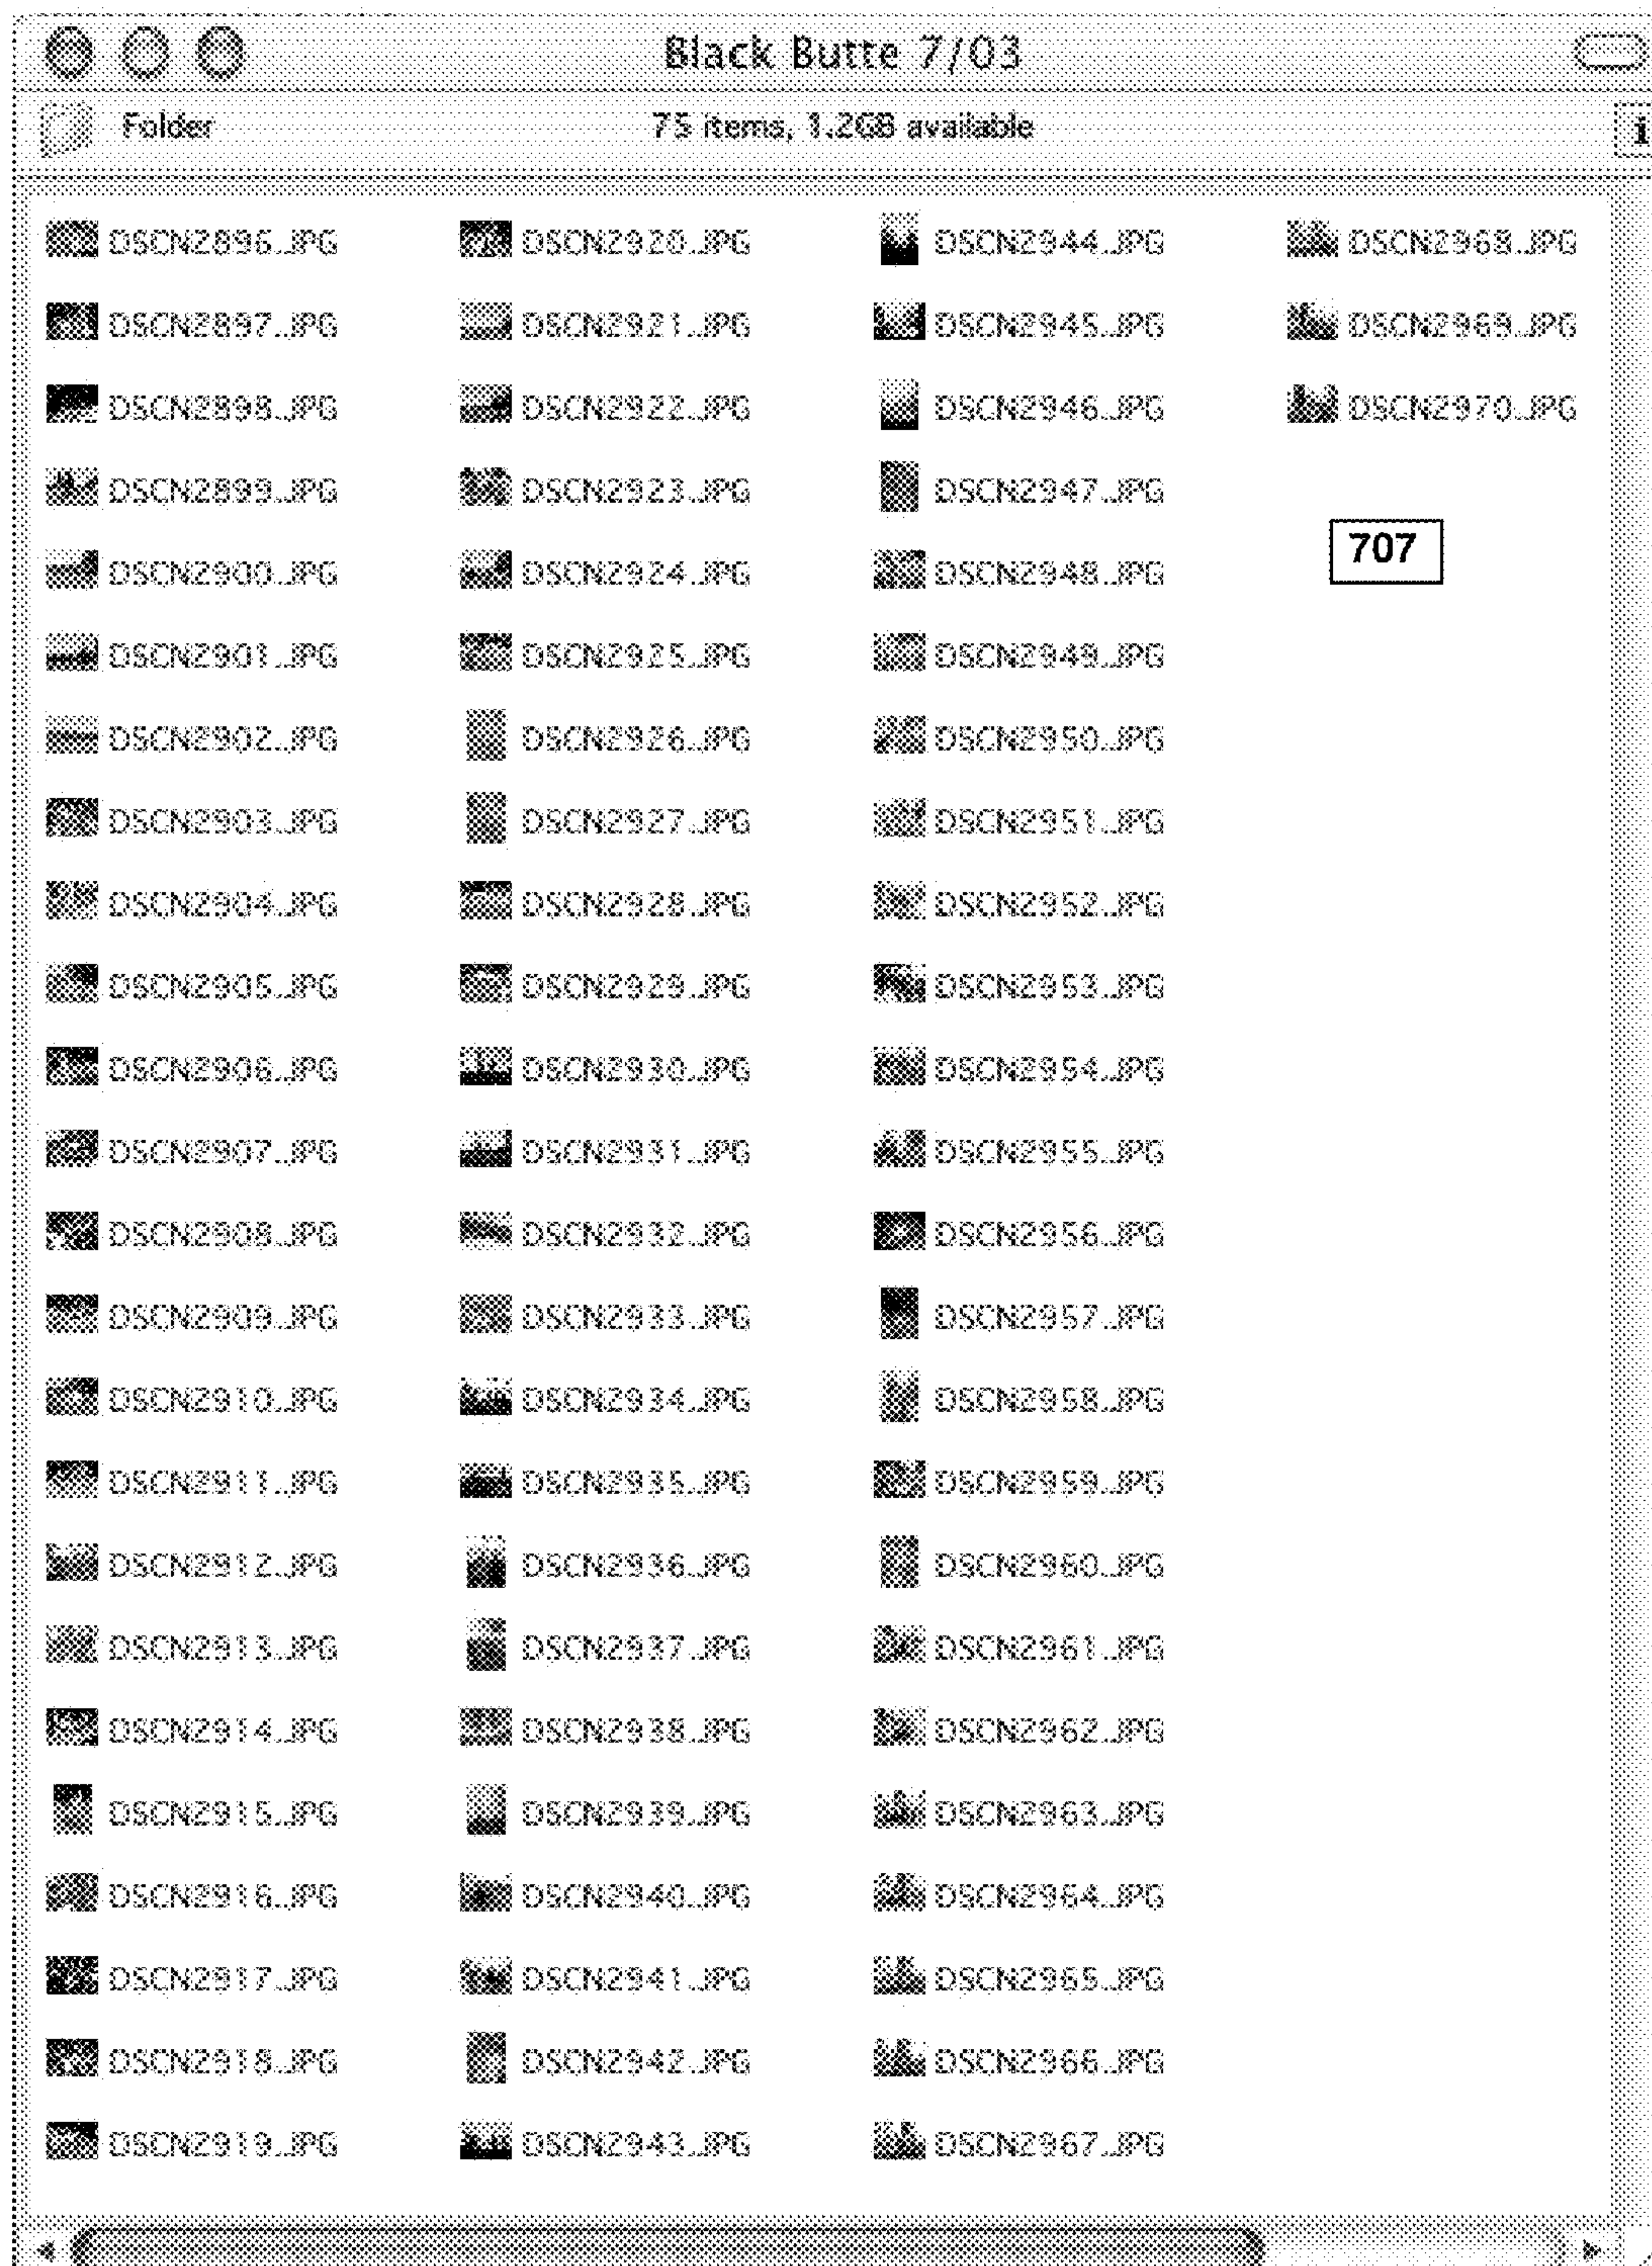 Black Butte 7/03
Folder 75 items, 1.2GB available i
DSCN2896.JPG DSCN2920.JPG DSCN2944.JPG DSCN2968.JPG
DSCN2897.JPG DSCN2921.JPG DSCN2945.JPG DSCN2969.JPG
DSCN2898.JPG DSCN2922.JPG DSCN2946.JPG DSCN2970.JPG
DSCN2899.JPG DSCN2923.JPG DSCN2947.JPG
707
DSCN2900.JPG DSCN2924.JPG DSCN2948.JPG
DSCN2901.JPG DSCN2925.JPG DSCN2949.JPG
DSCN2902.JPG DSCN2926.JPG DSCN2950.JPG
DSCN2903.JPG DSCN2927.JPG DSCN2951.JPG
DSCN2904.JPG DSCN2928.JPG DSCN2952.JPG
DSCN2905.JPG DSCN2929.JPG DSCN2953.JPG
DSCN2906.JPG DSCN2930.JPG DSCN2954.JPG
DSCN2907.JPG DSCN2931.JPG DSCN2955.JPG
DSCN2908.JPG DSCN2932.JPG DSCN2956.JPG
DSCN2909.JPG DSCN2933.JPG DSCN2957.JPG
DSCN2910.JPG DSCN2934.JPG DSCN2958.JPG
DSCN2911.JPG DSCN2935.JPG DSCN2959.JPG
DSCN2912.JPG DSCN2936.JPG DSCN2960.JPG
DSCN2913.JPG DSCN2937.JPG DSCN2961.JPG
DSCN2914.JPG DSCN2938.JPG DSCN2962.JPG
DSCN2915.JPG DSCN2939.JPG DSCN2963.JPG
DSCN2916.JPG DSCN2940.JPG DSCN2964.JPG
DSCN2917.JPG DSCN2941.JPG DSCN2965.JPG
DSCN2918.JPG DSCN2942.JPG DSCN2966.JPG
DSCN2919.JPG DSCN2943.JPG DSCN2967.JPG